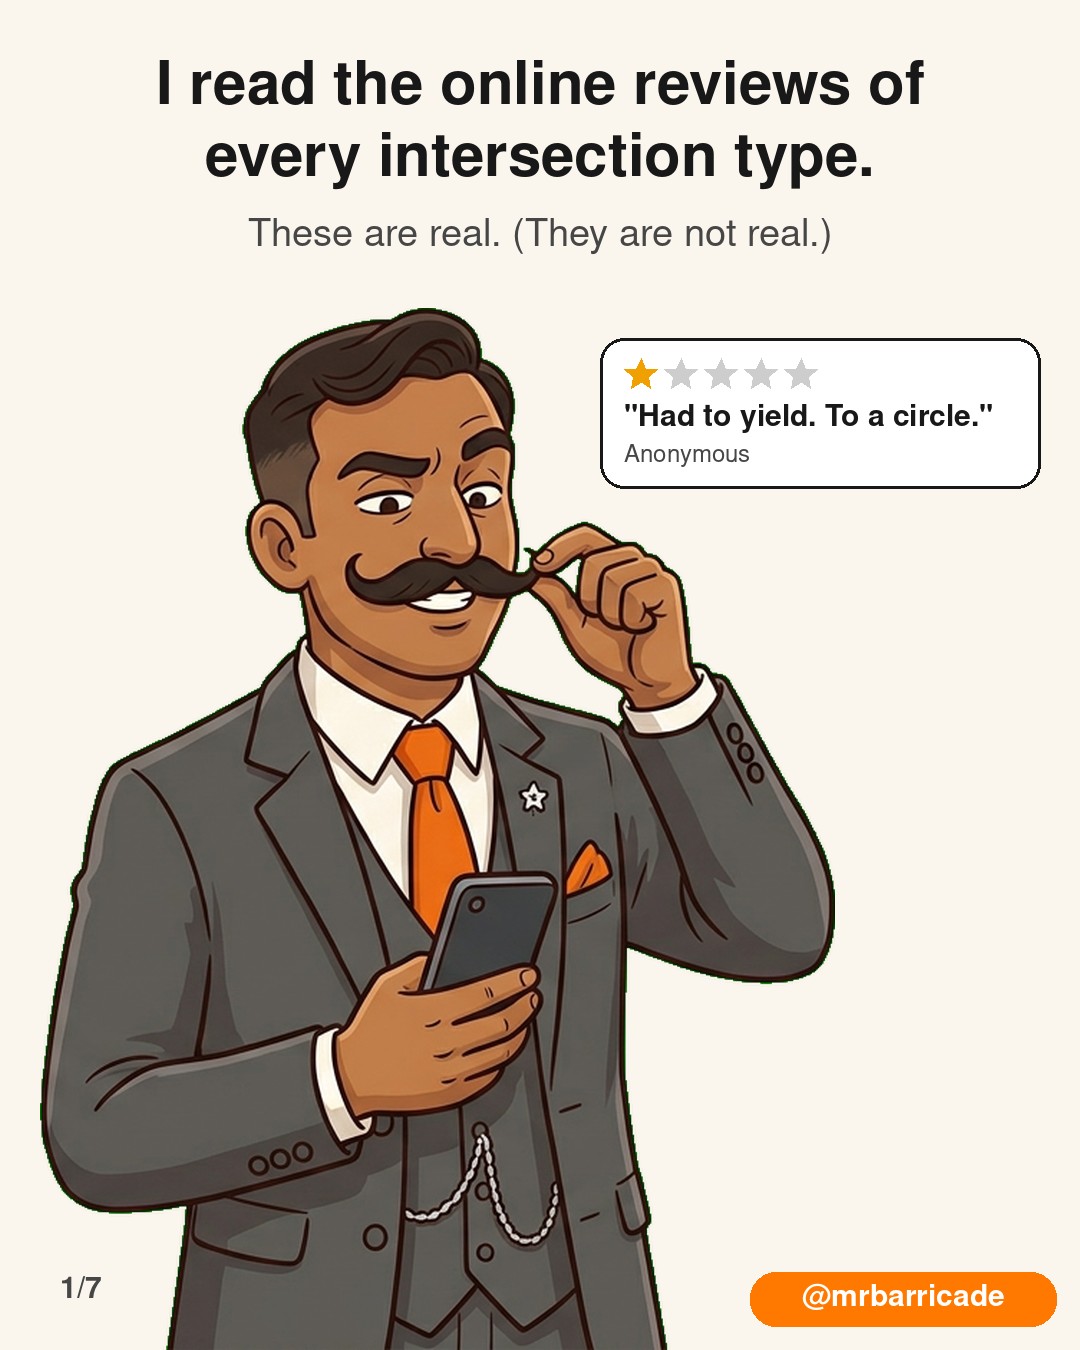 I read the online reviews of
every intersection type.
These are real. (They are not real.)
"Had to yield. To a circle."
Anonymous
1/7
@mrbarricade